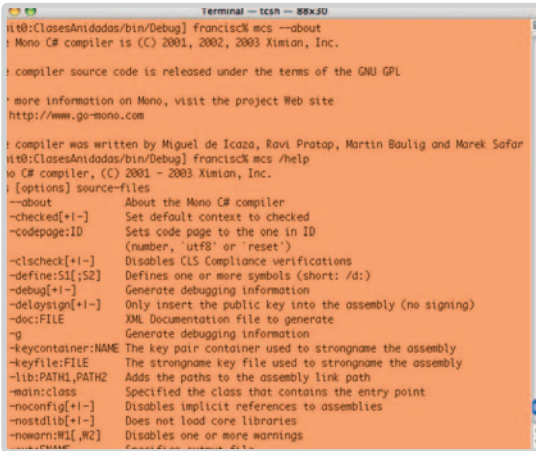 Terminal — tcsh — 88x30
nit0:ClasesAnidadas/bin/Debug] francisc% mcs --about
e Mono C# compiler is (C) 2001, 2002, 2003 Ximian, Inc.
e compiler source code is released under the terms of the GNU GPL
r more information on Mono, visit the project Web site
http://www.go-mono.com
e compiler was written by Miguel de Icaza, Ravi Pratap, Martin Baulig and Marek Safar
nit0:ClasesAnidadas/bin/Debug] francisc% mcs /help
o C# compiler, (C) 2001 - 2003 Ximian, Inc.
s [options] source-files
--about About the Mono C# compiler
-checked[+|-] Set default context to checked
-codepage:ID Sets code page to the one in ID
(number, `utf8' or `reset')
-clscheck[+|-] Disables CLS Compliance verifications
-define:S1[;S2] Defines one or more symbols (short: /d:)
-debug[+|-] Generate debugging information
-delaysign[+|-] Only insert the public key into the assembly (no signing)
-doc:FILE XML Documentation file to generate
-g Generate debugging information
-keycontainer:NAME The key pair container used to strongname the assembly
-keyfile:FILE The strongname key file used to strongname the assembly
-lib:PATH1,PATH2 Adds the paths to the assembly link path
-main:class Specified the class that contains the entry point
-noconfig[+|-] Disables implicit references to assemblies
-nostdlib[+|-] Does not load core libraries
-nowarn:W1[,W2] Disables one or more warnings